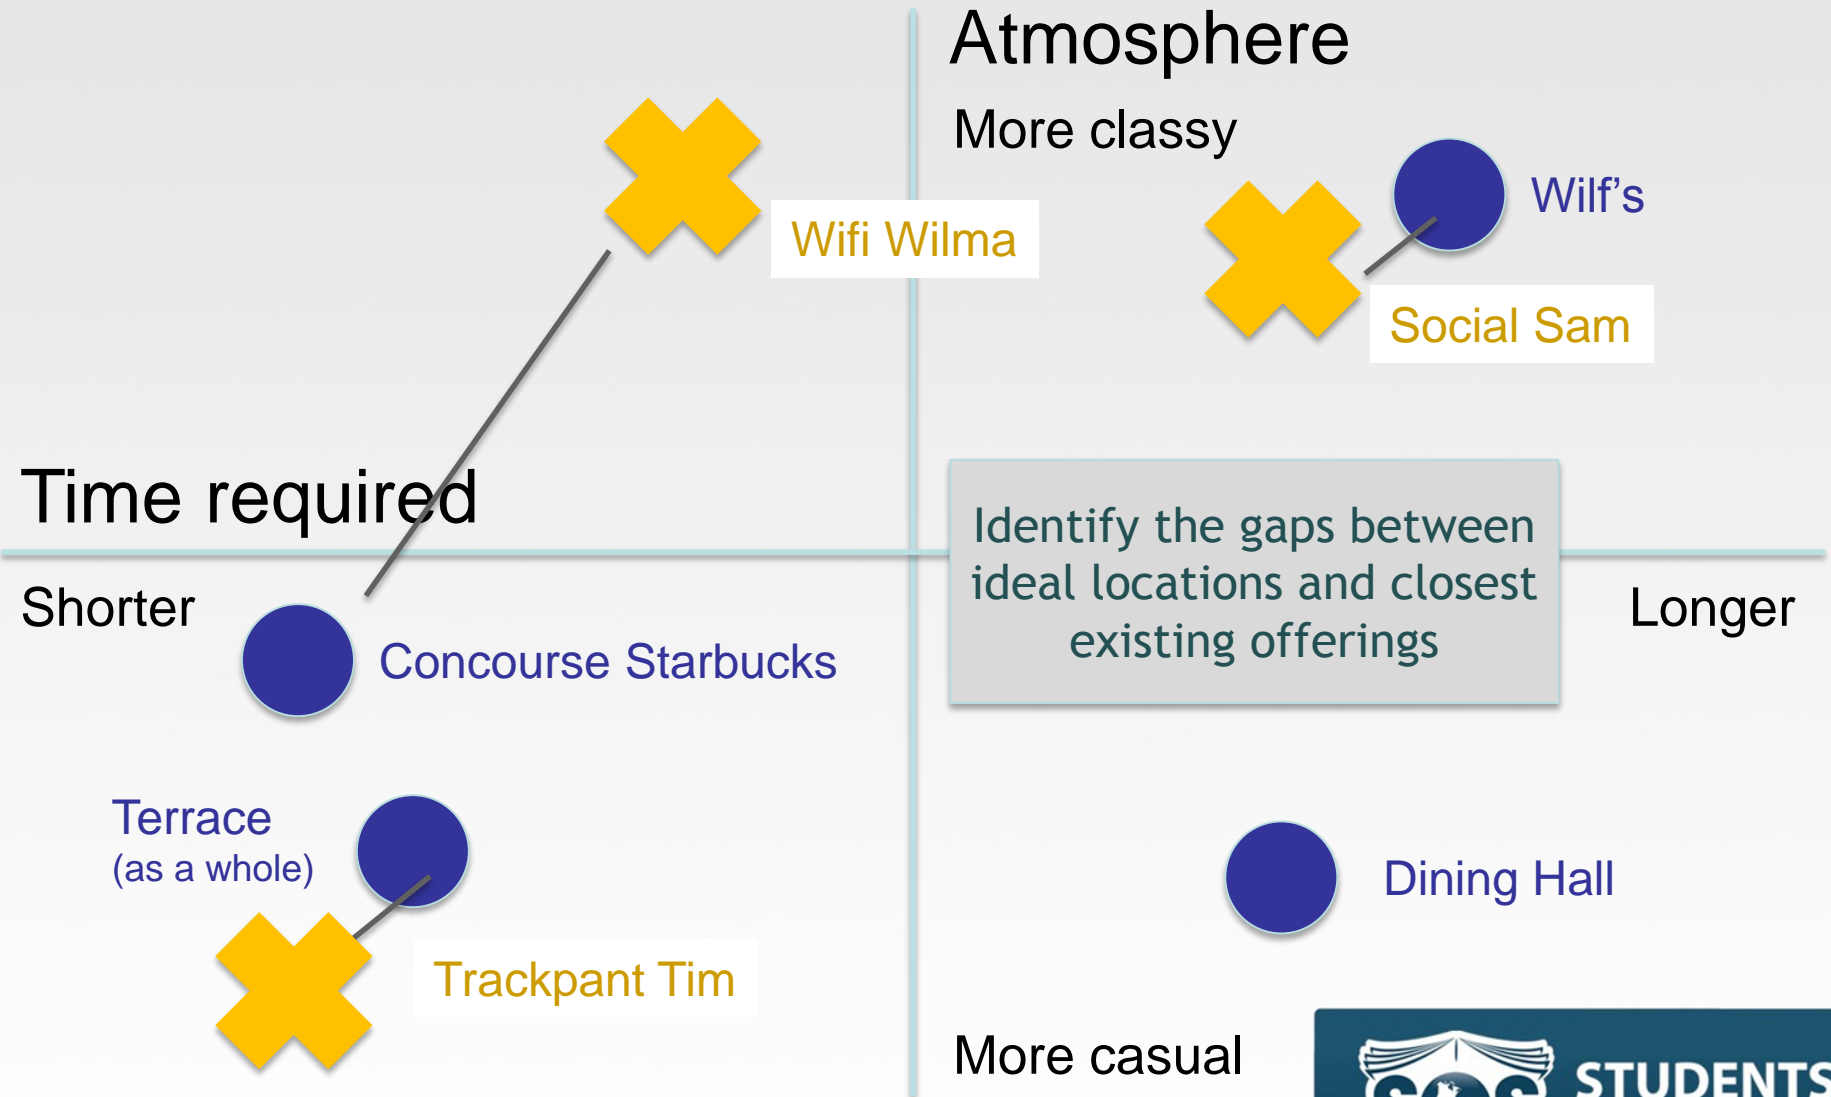 Atmosphere
More classy
Wilf’s
Wifi Wilma
Social Sam
Time required
Identify the gaps between
ideal locations and closest
existing offerings
Shorter
Longer
Concourse Starbucks
Terrace
(as a whole)
Dining Hall
Trackpant Tim
More casual
SOS
STUDENTS